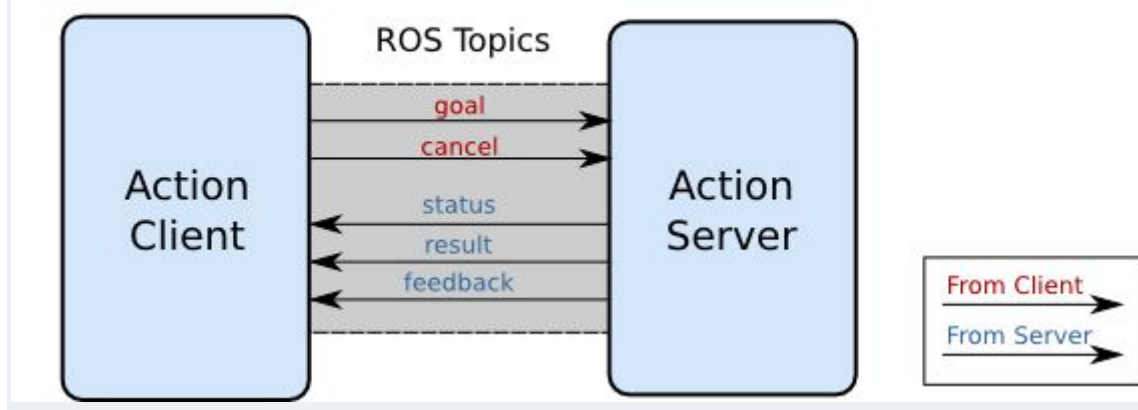 ROS Topics
goal
cancel
Action
Client
status
result
feedback
Action
Server
From Client
From Server